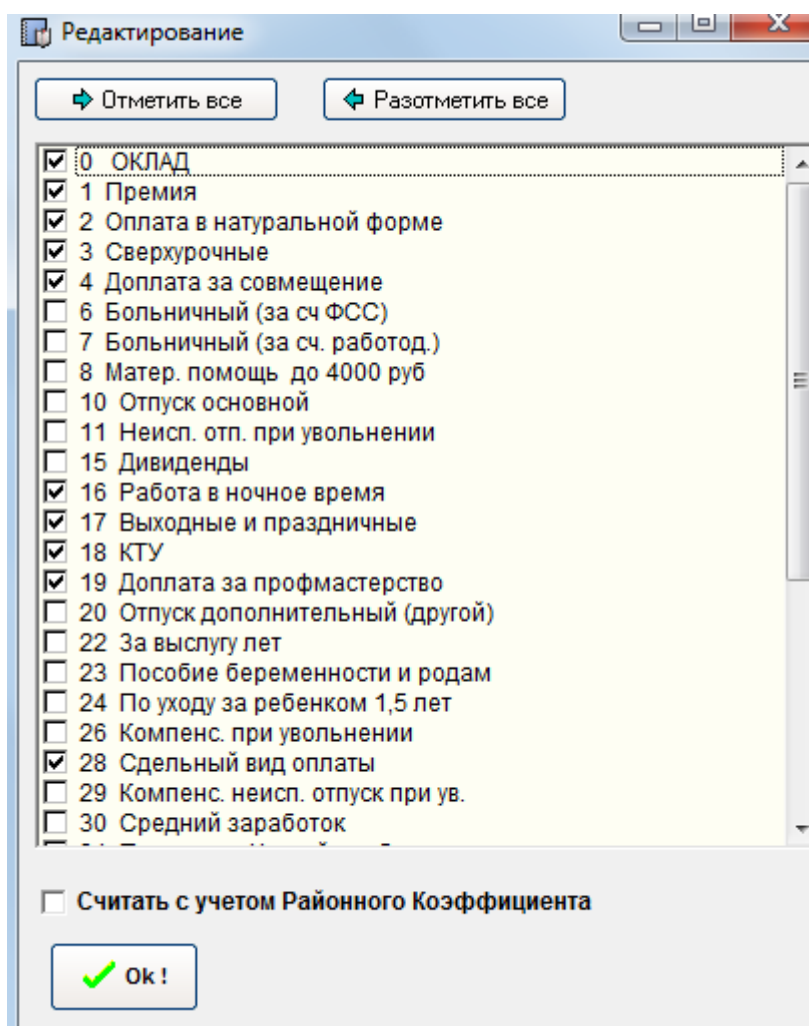 Редактирование
Отметить все
Разотметить все
0 ОКЛАД
1 Премия
2 Оплата в натуральной форме
3 Сверхурочные
4 Доплата за совмещение
6 Больничный (за сч ФСС)
7 Больничный (за сч. работод.)
8 Матер. помощь до 4000 руб
10 Отпуск основной
11 Неисп. отп. при увольнении
15 Дивиденды
16 Работа в ночное время
17 Выходные и праздничные
18 КТУ
19 Доплата за профмастерство
20 Отпуск дополнительный (другой)
22 За выслугу лет
23 Пособие беременности и родам
24 По уходу за ребенком 1,5 лет
26 Компенс. при увольнении
28 Сдельный вид оплаты
29 Компенс. неисп. отпуск при ув.
30 Средний заработок
Считать с учетом Районного Коэффициента
Ok !